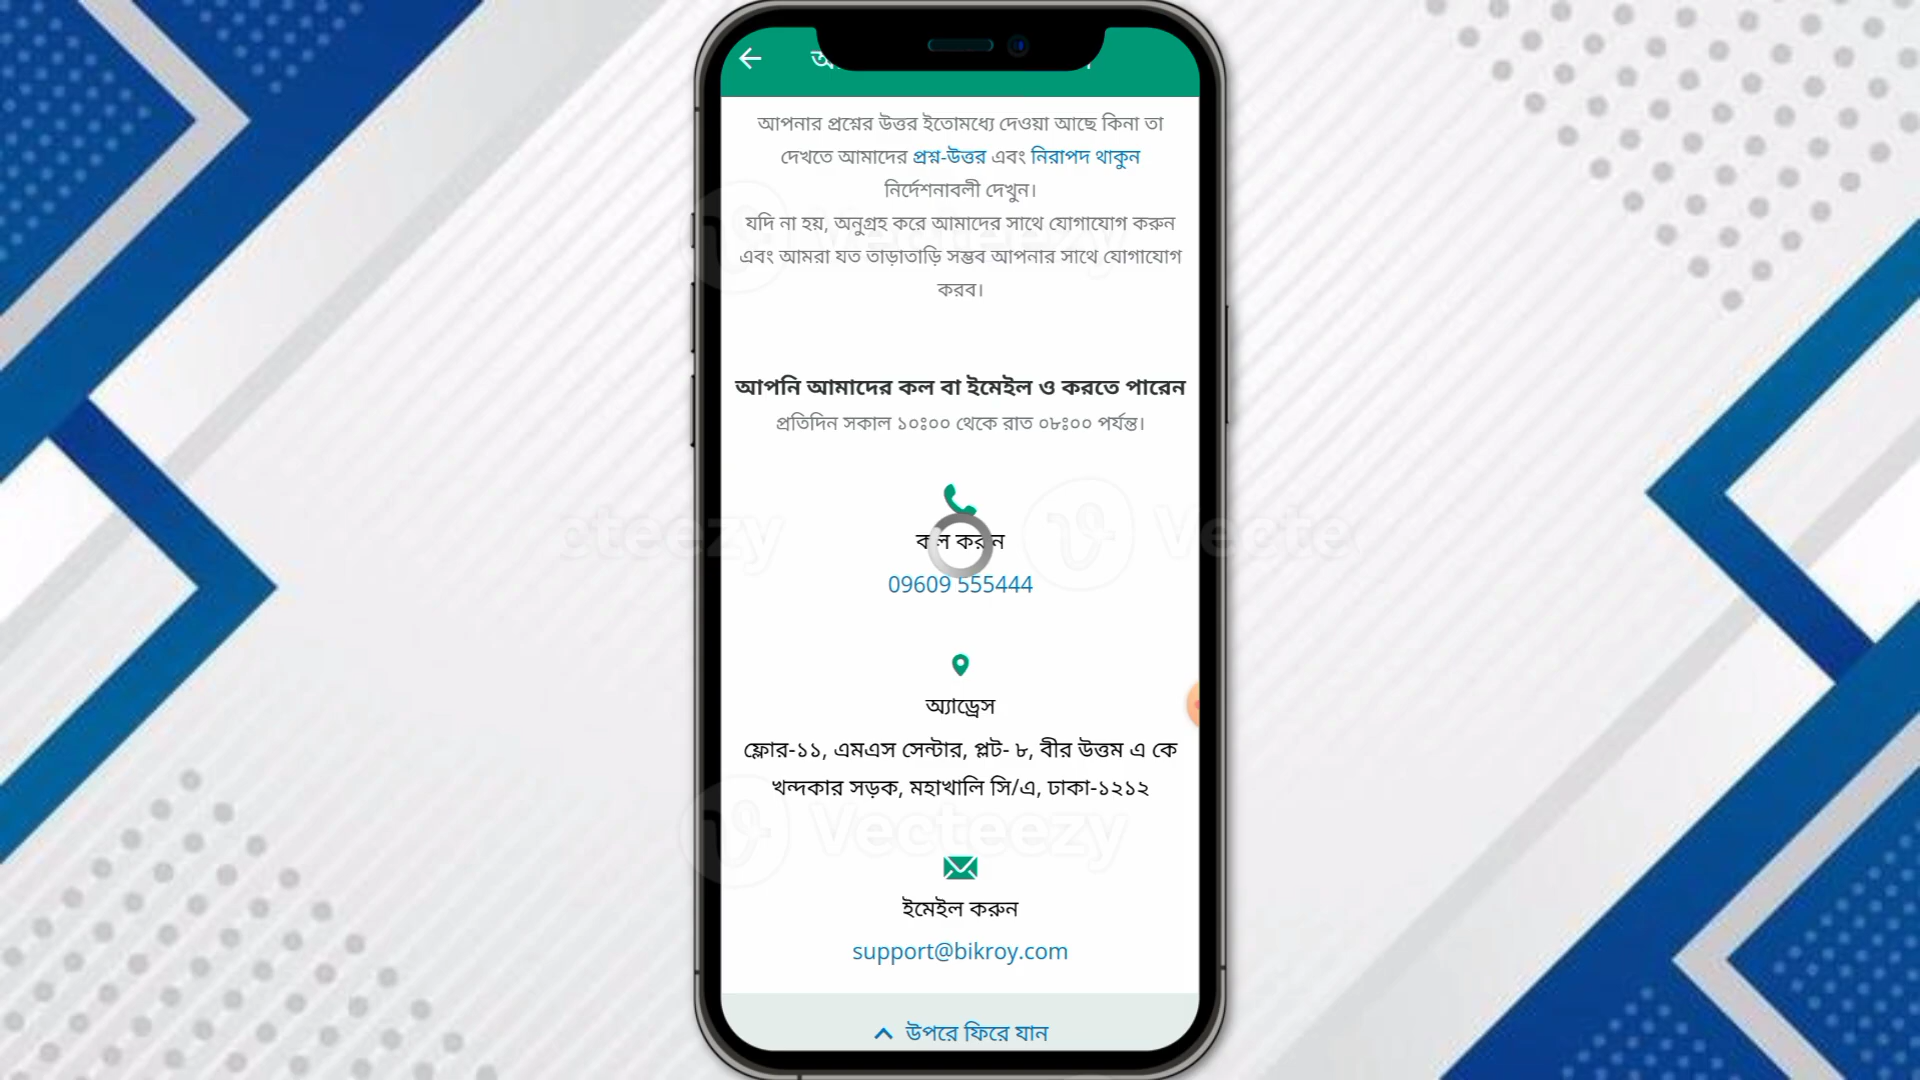 আপনার প্রশ্নের উত্তর ইতোমধ্যে দেওয়া আছে কিনা তা
দেখতে আমাদের প্রশ্ন-উত্তর এবং নিরাপদ থাকুন
নির্দেশনাবলী দেখুন।
যদি না হয়, অনুগ্রহ করে আমাদের সাথে যোগাযোগ করুন
এবং আমরা যত তাড়াতাড়ি সম্ভব আপনার সাথে যোগাযোগ
করব।
আপনি আমাদের কল বা ইমেইল ও করতে পারেন
প্রতিদিন সকাল ১০ঃ০০ থেকে রাত ০৮ঃ০০ পর্যন্ত।
কল করুন
09609 555444
অ্যাড্রেস
ফ্লোর-১১, এমএস সেন্টার, প্লট- ৮, বীর উত্তম এ কে
খন্দকার সড়ক, মহাখালি সি/এ, ঢাকা-১২১২
Vecteezy
ইমেইল করুন
support@bikroy.com
উপরে ফিরে যান